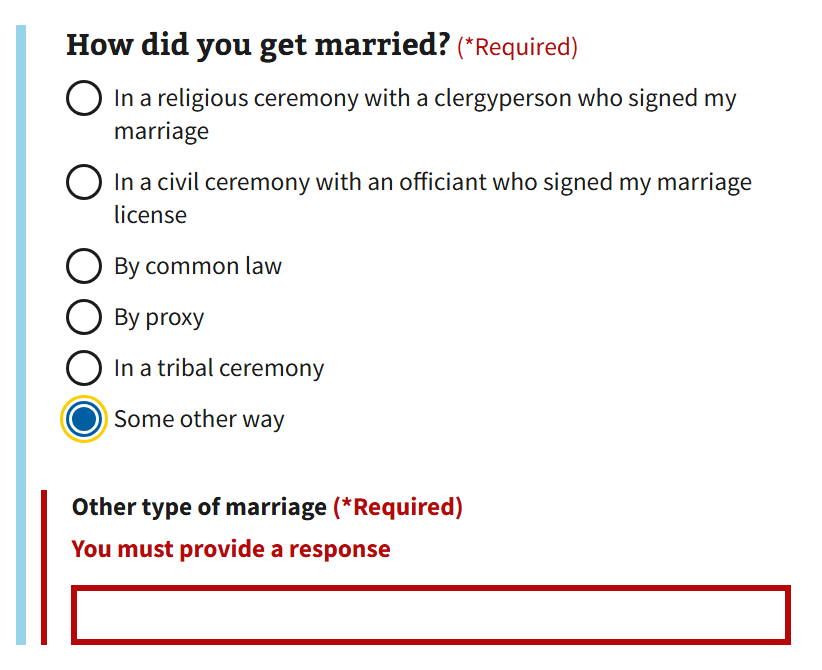 How did you get married? (*Required)
In a religious ceremony with a clergyperson who signed my
marriage
In a civil ceremony with an officiant who signed my marriage
license
By common law
By proxy
In a tribal ceremony
Some other way
Other type of marriage (*Required)
You must provide a response